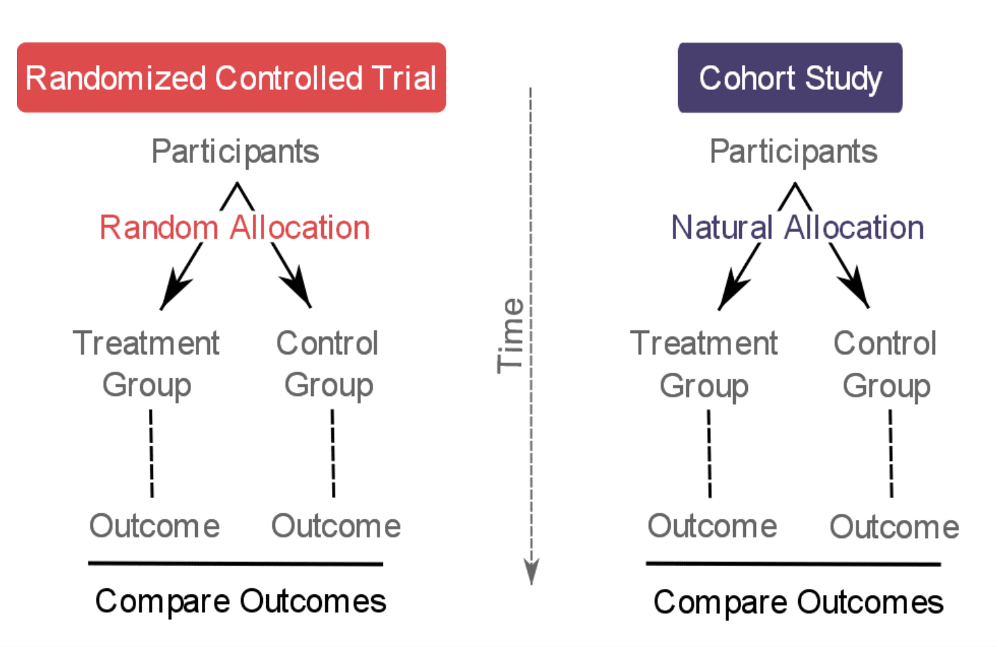 Randomized Controlled Trial
Participants
Random Allocation
Treatment
Group
Control
Group
Outcome
Outcome
Compare Outcomes
Time
Cohort Study
Participants
Natural Allocation
Treatment
Group
Control
Group
Outcome
Outcome
Compare Outcomes